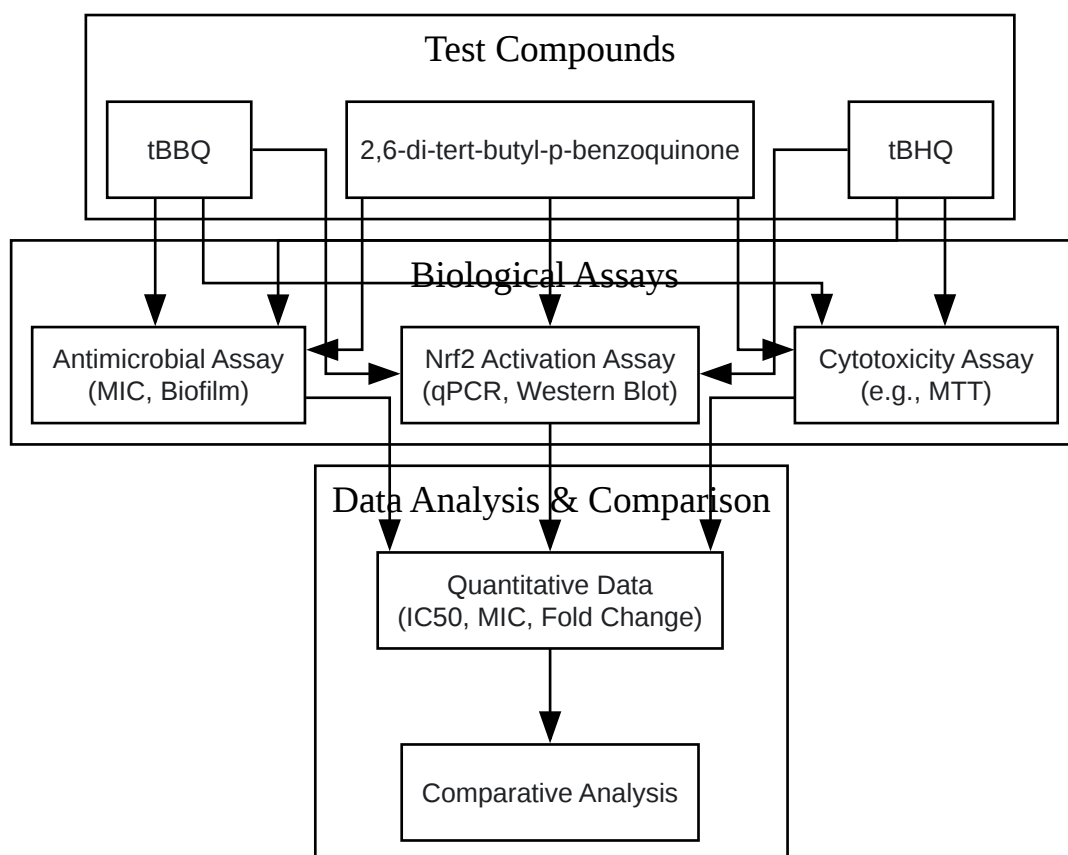 Test Compounds
tBBQ
2,6-di-tert-butyl-p-benzoquinone
tBHQ
Biological Assays
Antimicrobial Assay
(MIC, Biofilm)
Nrf2 Activation Assay
(qPCR, Western Blot)
Cytotoxicity Assay
(e.g., MTT)
Data Analysis & Comparison
Quantitative Data
(IC50, MIC, Fold Change)
Comparative Analysis